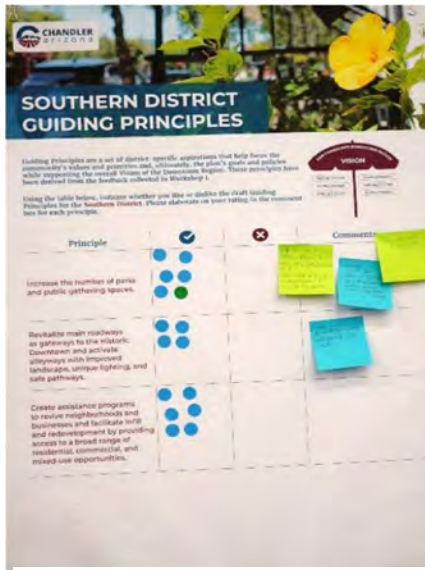 CHANDLER
arizona
SOUTHERN DISTRICT
GUIDING PRINCIPLES
Guiding Principles are a set of district-specific aspirations that help focus the
community's values and priorities and, ultimately, the plan's goals and policies
while supporting the overall Vision of the Downtown Region. These principles have
been derived from the feedback collected in Workshop 1.
VISION
Using the table below, indicate whether you like or dislike the draft Guiding
Principles for the Southern District. Please elaborate on your rating in the comment
box for each principle.
Principle
Comments
Increase the number of parks
and public gathering spaces.
Revitalize main roadways
as gateways to the Historic
Downtown and activate
alleyways with improved
landscape, unique lighting, and
safe pathways.
Create assistance programs
to revive neighborhoods and
businesses and facilitate infill
and redevelopment by providing
access to a broad range of
residential, commercial, and
mixed-use opportunities.